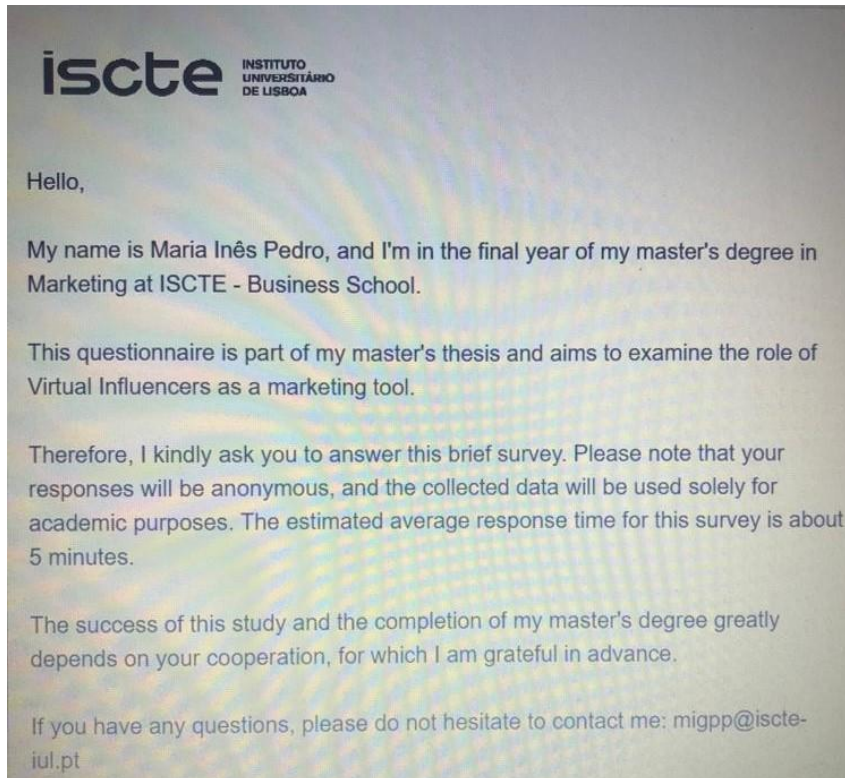 iscte INSTITUTO
UNIVERSITÁRIO
DE LISBOA
Hello,
My name is Maria Inês Pedro, and I'm in the final year of my master's degree in
Marketing at ISCTE - Business School.
This questionnaire is part of my master's thesis and aims to examine the role of
Virtual Influencers as a marketing tool.
Therefore, I kindly ask you to answer this brief survey. Please note that your
responses will be anonymous, and the collected data will be used solely for
academic purposes. The estimated average response time for this survey is about
5 minutes.
The success of this study and the completion of my master's degree greatly
depends on your cooperation, for which I am grateful in advance.
If you have any questions, please do not hesitate to contact me: migpp@iscte-
iul.pt